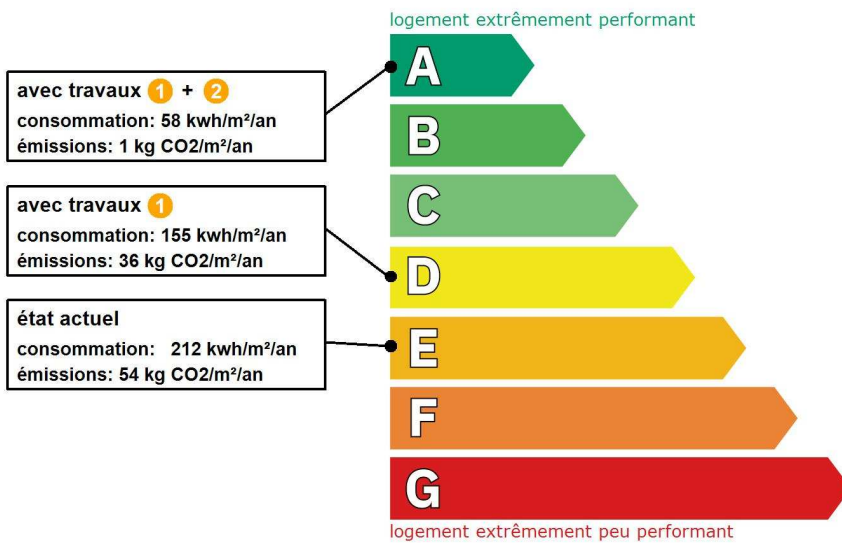 logement extrêmement performant
avec travaux 1 + 2
consommation: 58 kwh/m²/an
émissions: 1 kg CO2/m²/an
avec travaux 1
consommation: 155 kwh/m²/an
émissions: 36 kg CO2/m²/an
état actuel
consommation: 212 kwh/m²/an
émissions: 54 kg CO2/m²/an
A
B
C
D
E
F
G
logement extrêmement peu performant